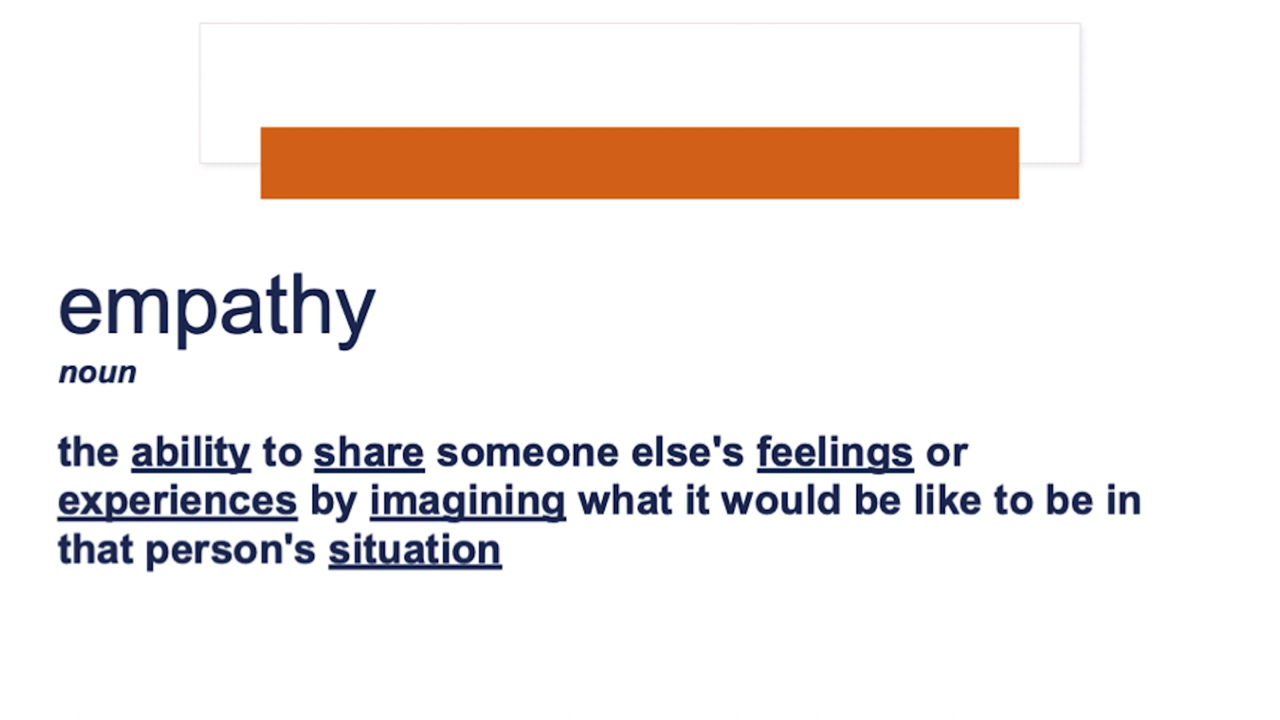 empathy
noun
the ability to share someone else's feelings or
experiences by imagining what it would be like to be in
that person's situation